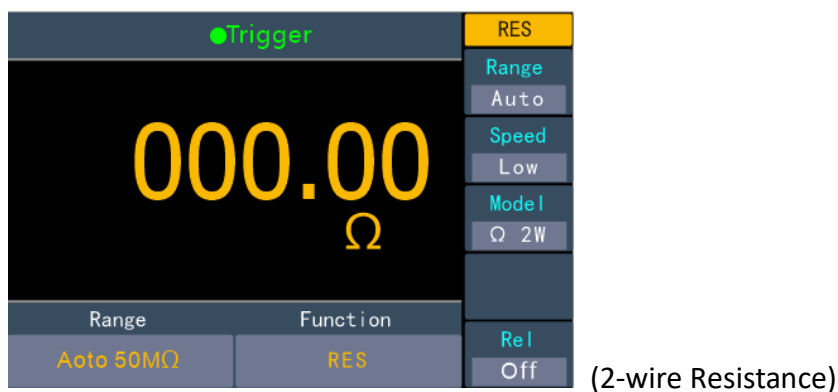 Trigger
000.00
Ω
Range
Function
Aoto 50MΩ
RES
RES
Range
Auto
Speed
Low
Model
Ω 2W
Rel
Off
(2-wire Resistance)